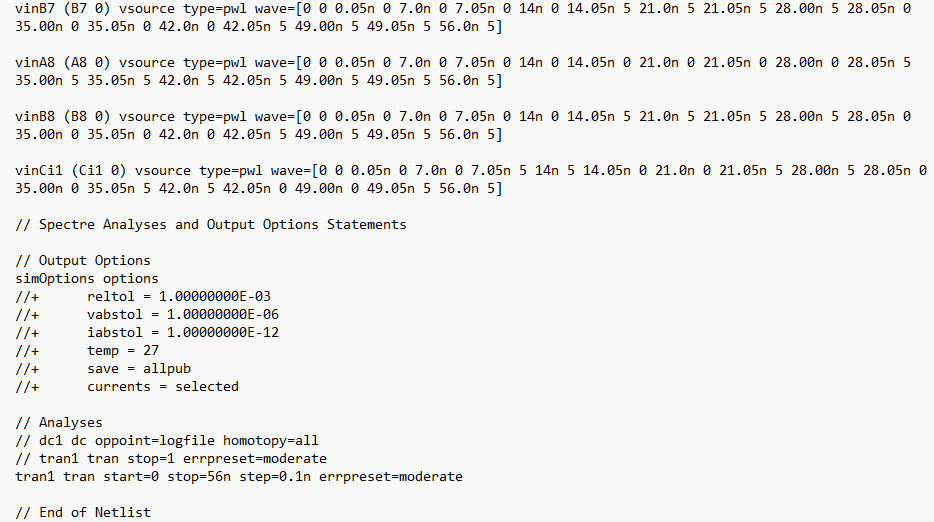 vinB7 (B7 0) vsource type=pwl wave=[0 0 0.05n 0 7.0n 0 7.05n 0 14n 0 14.05n 5 21.0n 5 21.05n 5 28.00n 5 28.05n 0
35.00n 0 35.05n 0 42.0n 0 42.05n 5 49.00n 5 49.05n 5 56.0n 5]
vinA8 (A8 0) vsource type=pwl wave=[0 0 0.05n 0 7.0n 0 7.05n 0 14n 0 14.05n 0 21.0n 0 21.05n 0 28.00n 0 28.05n 5
35.00n 5 35.05n 5 42.0n 5 42.05n 5 49.00n 5 49.05n 5 56.0n 5]
vinB8 (B8 0) vsource type=pwl wave=[0 0 0.05n 0 7.0n 0 7.05n 0 14n 0 14.05n 5 21.0n 5 21.05n 5 28.00n 5 28.05n 0
35.00n 0 35.05n 0 42.0n 0 42.05n 5 49.00n 5 49.05n 5 56.0n 5]
vinCi1 (Ci1 0) vsource type=pwl wave=[0 0 0.05n 0 7.0n 0 7.05n 5 14n 5 14.05n 0 21.0n 0 21.05n 5 28.00n 5 28.05n 0
35.00n 0 35.05n 5 42.0n 5 42.05n 0 49.00n 0 49.05n 5 56.0n 5]
// Spectre Analyses and Output Options Statements
// Output Options
simOptions options
//+ reltol = 1.00000000E-03
//+ vabstol = 1.00000000E-06
//+ iabstol = 1.00000000E-12
//+ temp = 27
//+ save = allpub
//+ currents = selected
// Analyses
// dc1 dc oppoint=logfile homotopy=all
// tran1 tran stop=1 errpreset=moderate
tran1 tran start=0 stop=56n step=0.1n errpreset=moderate
// End of Netlist